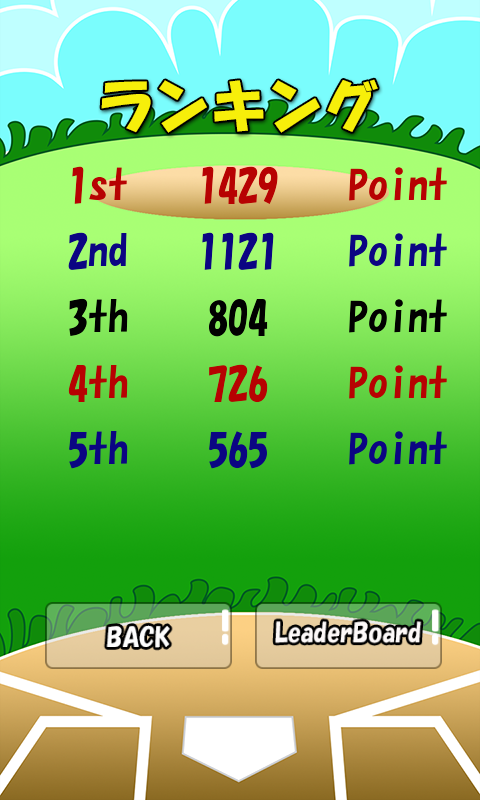 ランキング
1st 1429 Point
2nd 1121 Point
3th 804 Point
4th 726 Point
5th 565 Point
BACK LeaderBoard